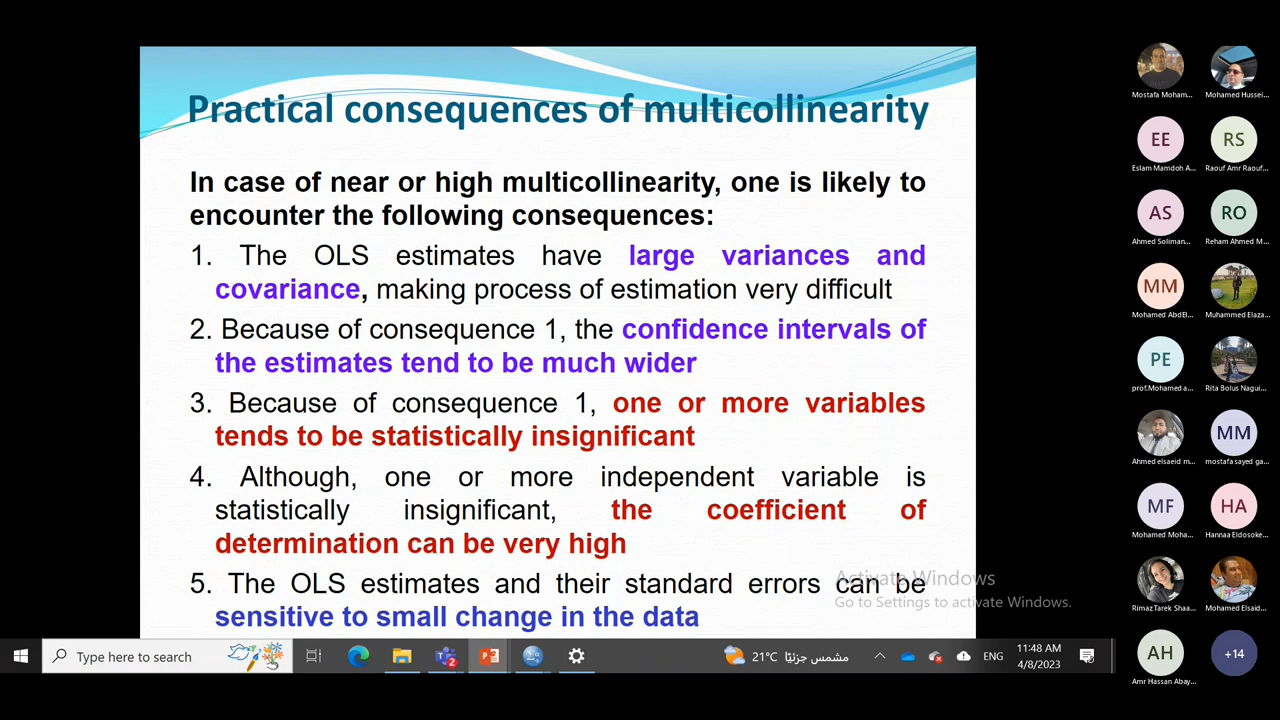 Practical consequences of multicollinearity
In case of near or high multicollinearity, one is likely to
encounter the following consequences:
1. The OLS estimates have large variances and
covariance, making process of estimation very difficult
2. Because of consequence 1, the confidence intervals of
the estimates tend to be much wider
3. Because of consequence 1, one or more variables
tends to be statistically insignificant
4. Although, one or more independent variable is
statistically insignificant, the coefficient of
determination can be very high
5. The OLS estimates and their standard errors can be
sensitive to small change in the data
Activate Windows
Go to Settings to activate Windows.
Type here to search
2
21°C مشمس جزئيًا
ENG
11:48 AM
4/8/2023
Mostafa Moham...
Mohamed Hussei...
EE
RS
Eslam Mamdoh A...
Raouf Amr Raouf...
AS
RO
Ahmed Soliman...
Reham Ahmed M...
MM
Mohamed AbdEl...
Muhammed Elaza...
PE
prof.Mohamed a...
Rita Bolus Nagui...
MM
Ahmed elsaeid m...
mostafa sayed ga...
MF
HA
Mohamed Moha...
Hannaa Eldosoke...
RimazTarek Shaa...
Mohamed Elsaid...
AH
+14
Amr Hassan Abay...